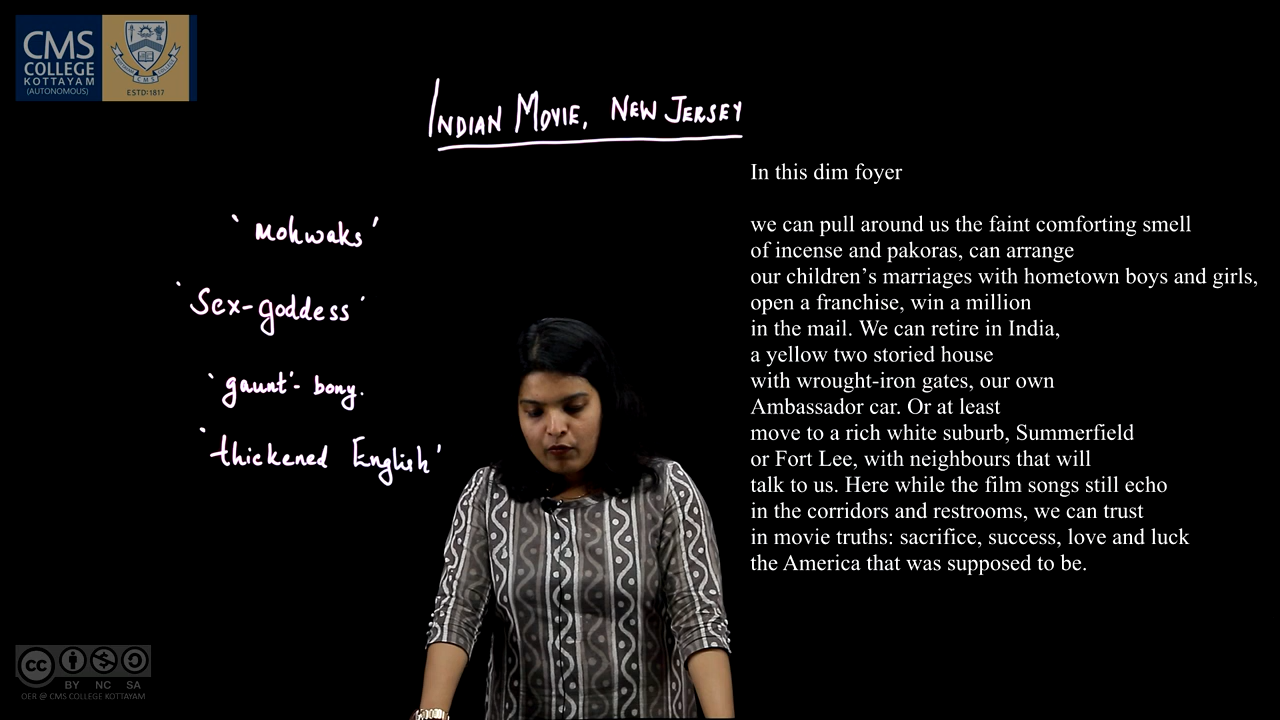 CMS
COLLEGE
KOTTAYAM
(AUTONOMOUS)
ESTD:1817
INDIAN MOVIE, NEW JERSEY
'Mohwaks'
'Sex-goddess'
'gaunt'- bony.
'thickened English'
In this dim foyer
we can pull around us the faint comforting smell
of incense and pakoras, can arrange
our children’s marriages with hometown boys and girls,
open a franchise, win a million
in the mail. We can retire in India,
a yellow two storied house
with wrought-iron gates, our own
Ambassador car. Or at least
move to a rich white suburb, Summerfield
or Fort Lee, with neighbours that will
talk to us. Here while the film songs still echo
in the corridors and restrooms, we can trust
in movie truths: sacrifice, success, love and luck
the America that was supposed to be.
cc
BY NC SA
OER @ CMS COLLEGE KOTTAYAM